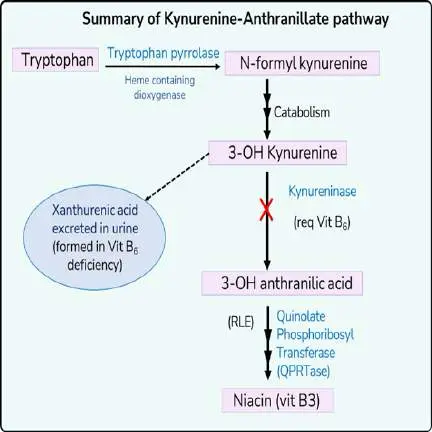 Summary of Kynurenine-Anthranillate pathway
Tryptophan
Tryptophan pyrrolase
Heme containing
dioxygenase
N-formyl kynurenine
Catabolism
3-OH Kynurenine
Xanthurenic acid
excreted in urine
(formed in Vit B₆
deficiency)
Kynureninase
(req Vit B₆)
3-OH anthranilic acid
(RLE)
Quinolate
Phosphoribosyl
Transferase
(QPRTase)
Niacin (vit B3)